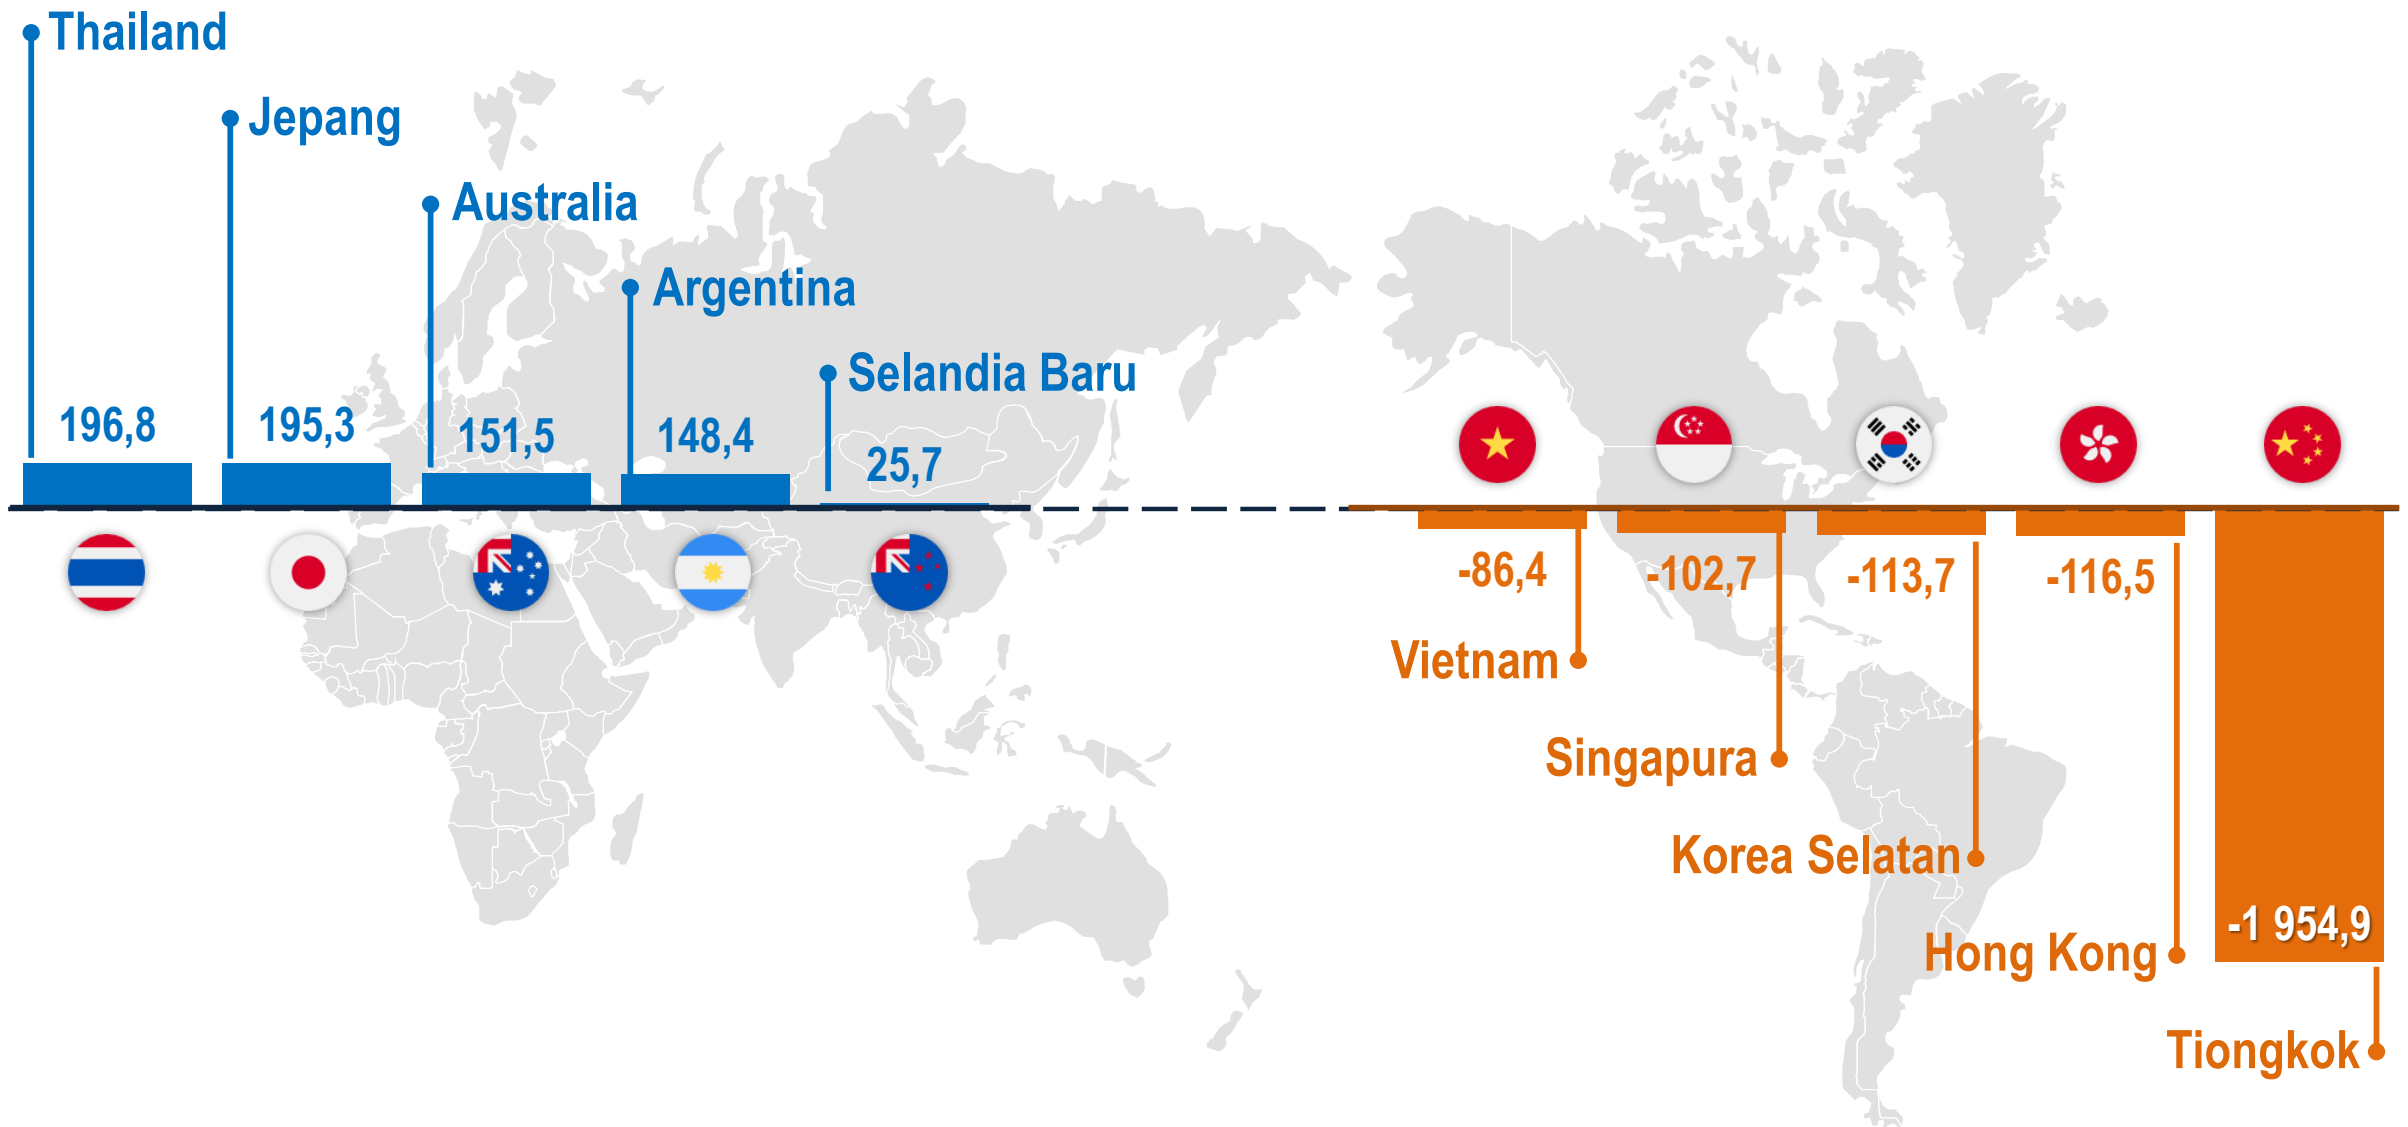 Thailand
Jepang
Australia
Argentina
Selandia Baru
196,8
195,3
151,5
148,4
25,7
-86,4
-102,7
-113,7
-116,5
-1 954,9
Vietnam
Singapura
Korea Selatan
Hong Kong
Tiongkok